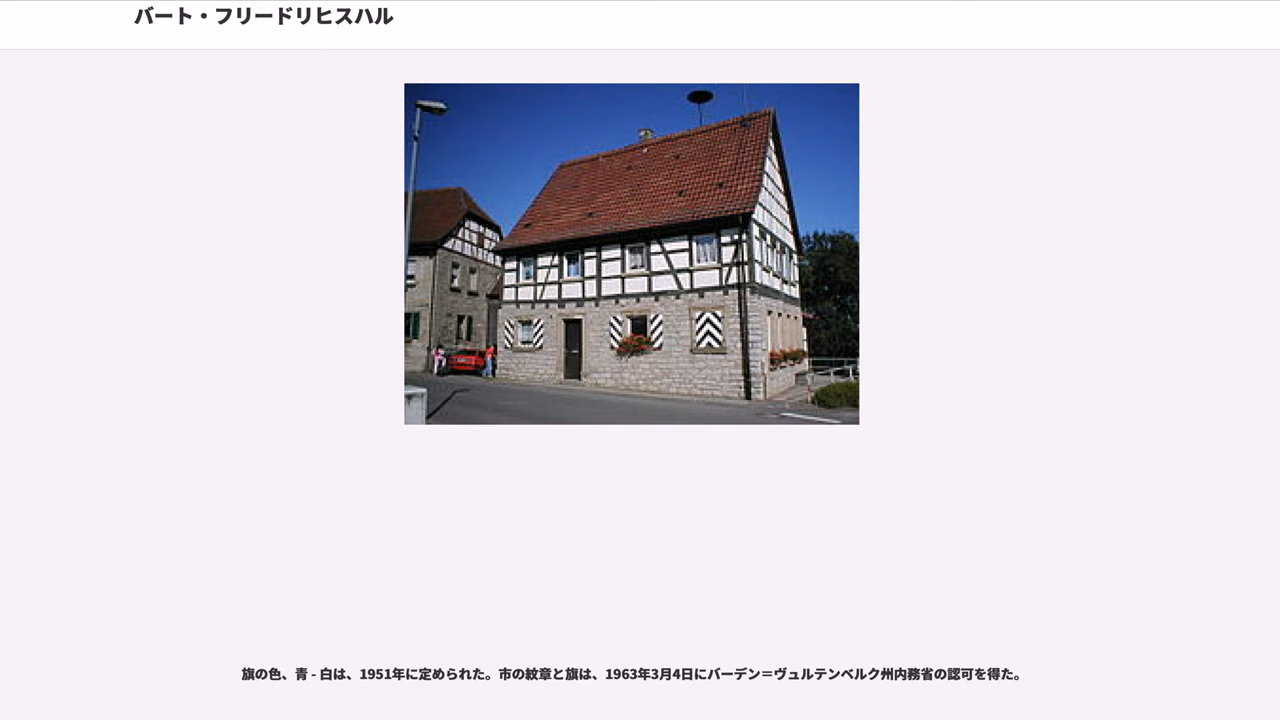 バート・フリードリヒスハル
旗の色、青 - 白は、1951年に定められた。市の紋章と旗は、1963年3月4日にバーデン＝ヴュルテンベルク州内務省の認可を得た。